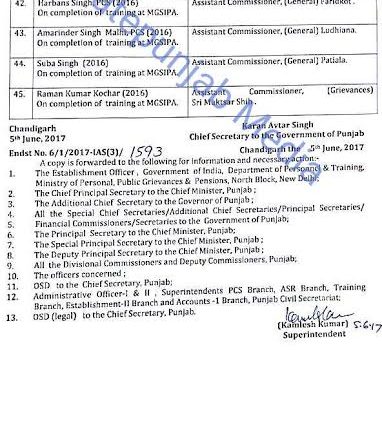 42. Harbans Singh, PCS (2016) Assistant Commissioner, (General) Faridkot.
On completion of training at MGSIPA.
43. Amarinder Singh Malhi, PCS (2016) Assistant Commissioner, (General) Ludhiana.
On completion of training at MGSIPA.
44. Suba Singh (2016) Assistant Commissioner, (General) Patiala.
On completion of training at MGSIPA.
45. Raman Kumar Kochar (2016) Assistant Commissioner, (Grievances)
On completion of training at MGSIPA. Sri Muktsar Shib.
Chandigarh Karan Avtar Singh
5th June, 2017 Chief Secretary to the Government of Punjab
Endst No. 6/1/2017-IAS(3)/ 1593 Chandigarh the 5th June, 2017
A copy is forwarded to the following for information and necessary action:-
1. The Establishment Officer, Government of India, Department of Personnel & Training,
Ministry of Personal, Public Grievances & Pensions, North Block, New Delhi,
2. The Chief Principal Secretary to the Chief Minister, Punjab;
3. The Additional Chief Secretary to the Governor of Punjab;
4. All the Special Chief Secretaries/Additional Chief Secretaries/Principal Secretaries/
5. Financial Commissioners/Secretaries to the Government of Punjab;
6. The Principal Secretary to the Chief Minister, Punjab;
7. The Special Principal Secretary to the Chief Minister, Punjab;
8. The Deputy Principal Secretary to the Chief Minister, Punjab;
9. All the Divisional Commissioners and Deputy Commissioners, Punjab;
10. The officers concerned;
11. OSD to the Chief Secretary, Punjab;
12. Administrative Officer-I & II, Superintendents PCS Branch, ASR Branch, Training
Branch, Establishment-II Branch and Accounts -1 Branch, Punjab Civil Secretariat;
13. OSD (legal) to the Chief Secretary, Punjab.
(Kamlesh Kumar) 5.6.17
Superintendent
Punjab Media